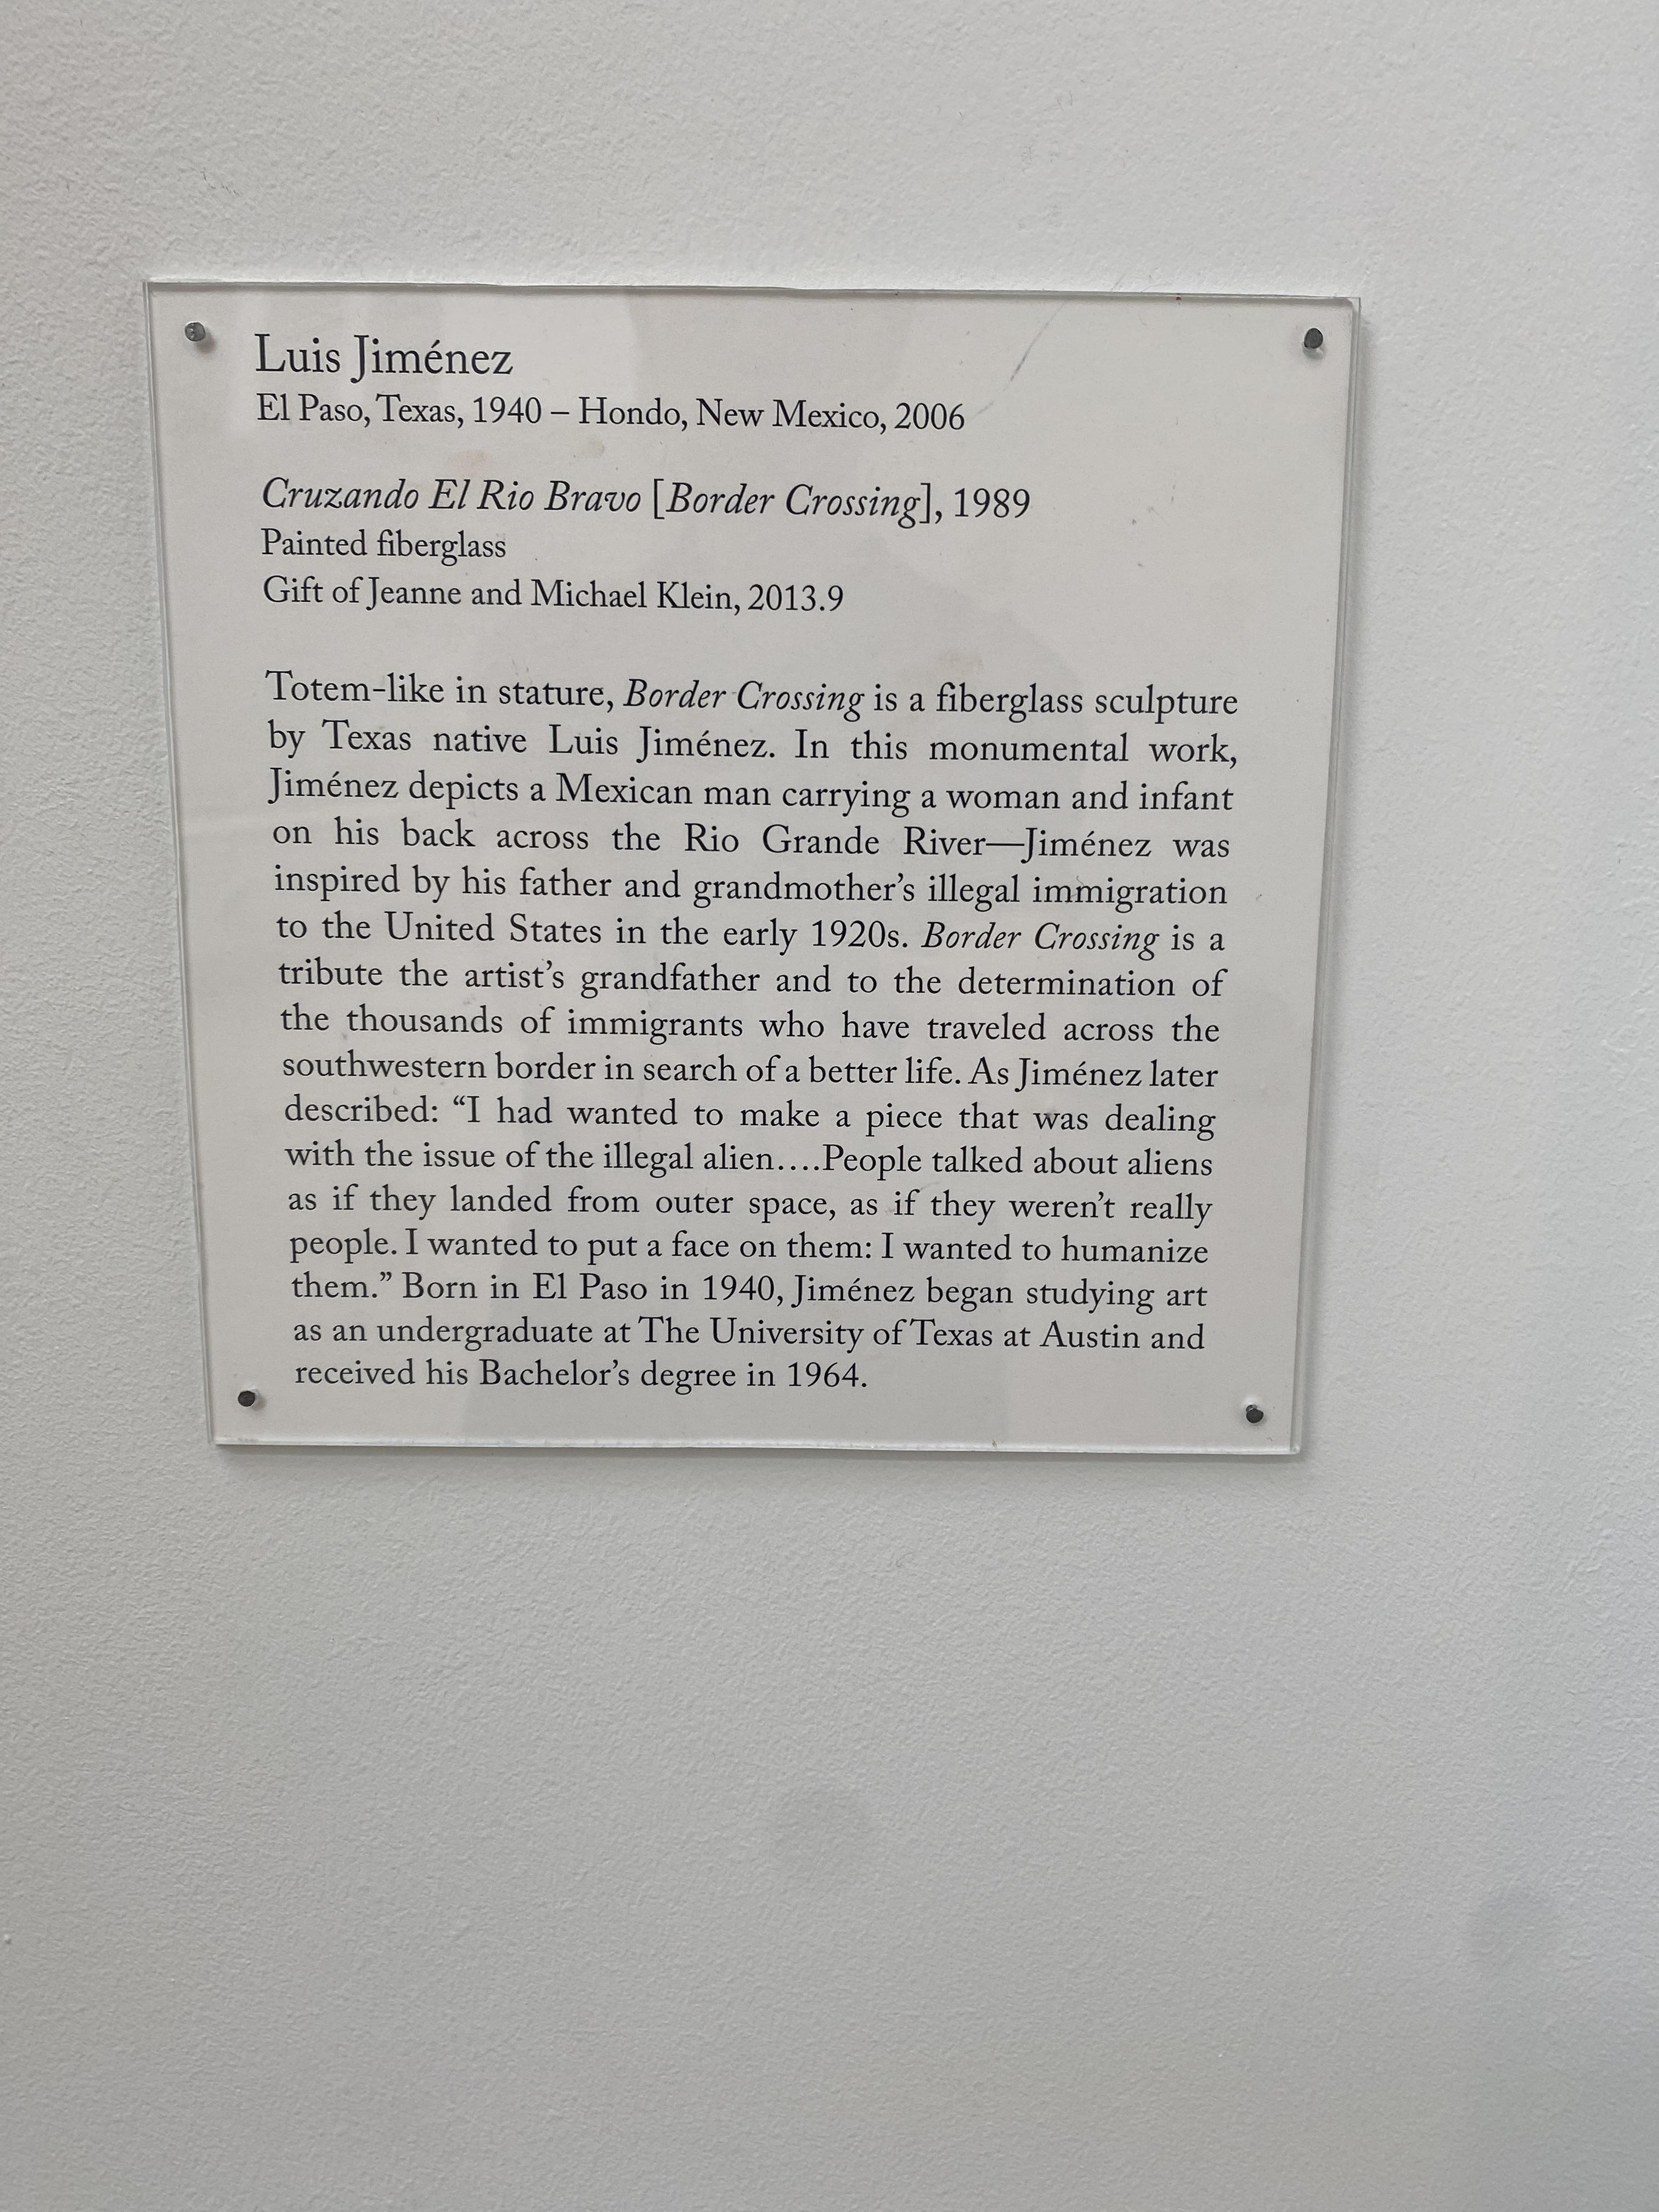 Luis Jiménez
El Paso, Texas, 1940 – Hondo, New Mexico, 2006
Cruzando El Rio Bravo [Border Crossing], 1989
Painted fiberglass
Gift of Jeanne and Michael Klein, 2013.9
Totem-like in stature, Border Crossing is a fiberglass sculpture
by Texas native Luis Jiménez. In this monumental work,
Jiménez depicts a Mexican man carrying a woman and infant
on his back across the Rio Grande River—Jiménez was
inspired by his father and grandmother’s illegal immigration
to the United States in the early 1920s. Border Crossing is a
tribute the artist’s grandfather and to the determination of
the thousands of immigrants who have traveled across the
southwestern border in search of a better life. As Jiménez later
described: “I had wanted to make a piece that was dealing
with the issue of the illegal alien….People talked about aliens
as if they landed from outer space, as if they weren’t really
people. I wanted to put a face on them: I wanted to humanize
them.” Born in El Paso in 1940, Jiménez began studying art
as an undergraduate at The University of Texas at Austin and
received his Bachelor’s degree in 1964.